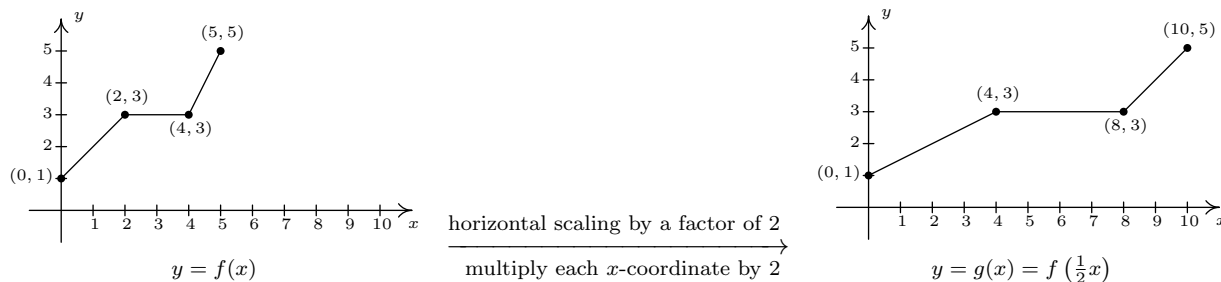 y
(5, 5)
5
4
(2, 3)
3
(4, 3)
2
(0, 1)
1 2 3 4 5 6 7 8 9 10 x
y = f(x)
horizontal scaling by a factor of 2
multiply each x-coordinate by 2
y
(10, 5)
5
4
(4, 3)
3
(8, 3)
2
(0, 1)
1 2 3 4 5 6 7 8 9 10 x
y = g(x) = f(½x)